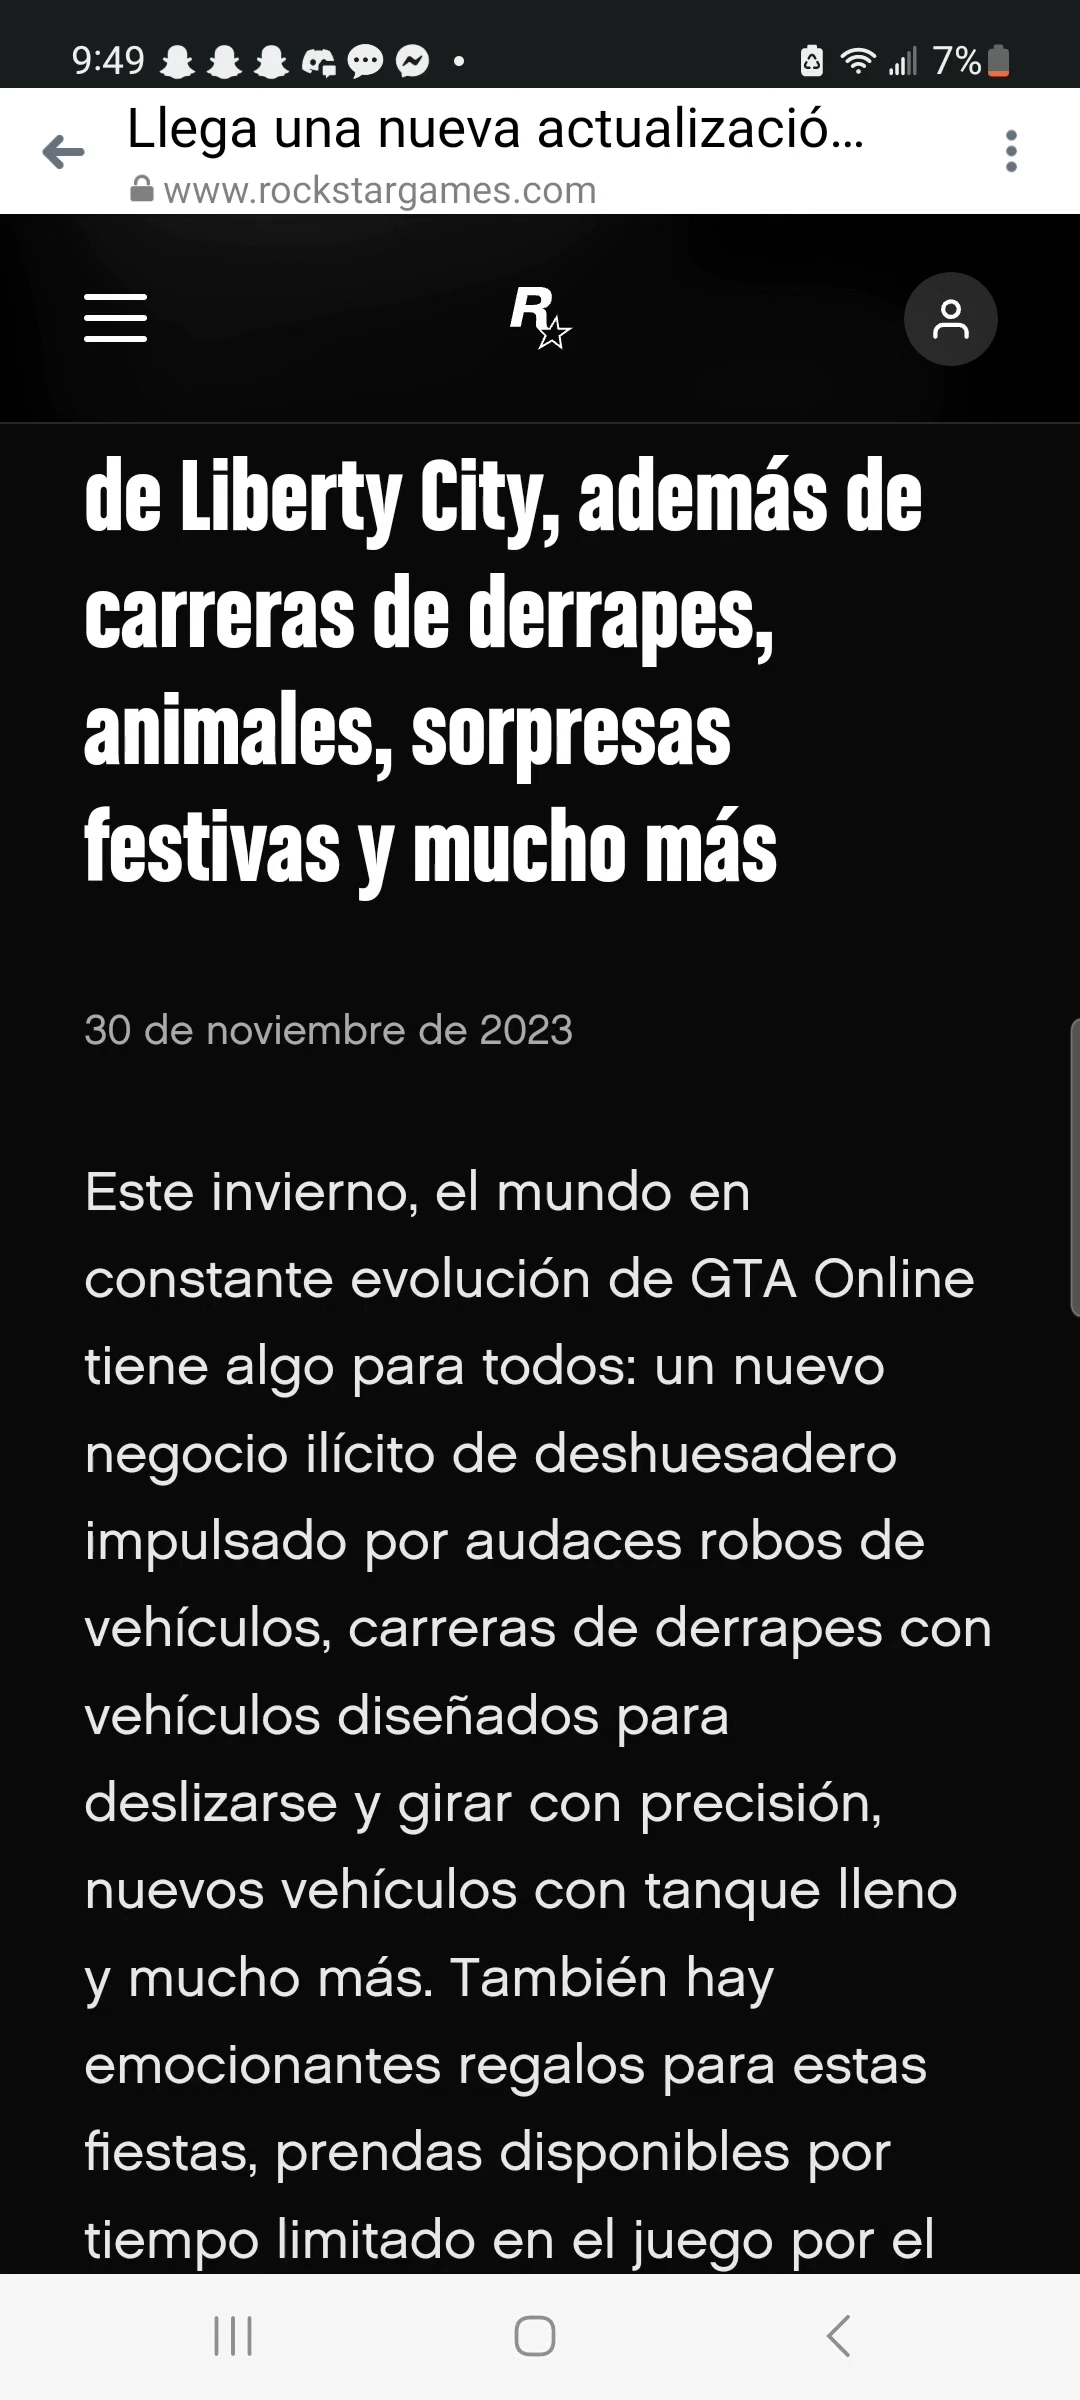 9:49
7%
Llega una nueva actualizació...
www.rockstargames.com
R
de Liberty City, además de
carreras de derrapes,
animales, sorpresas
festivas y mucho más
30 de noviembre de 2023
Este invierno, el mundo en
constante evolución de GTA Online
tiene algo para todos: un nuevo
negocio ilícito de deshuesadero
impulsado por audaces robos de
vehículos, carreras de derrapes con
vehículos diseñados para
deslizarse y girar con precisión,
nuevos vehículos con tanque lleno
y mucho más. También hay
emocionantes regalos para estas
fiestas, prendas disponibles por
tiempo limitado en el juego por el